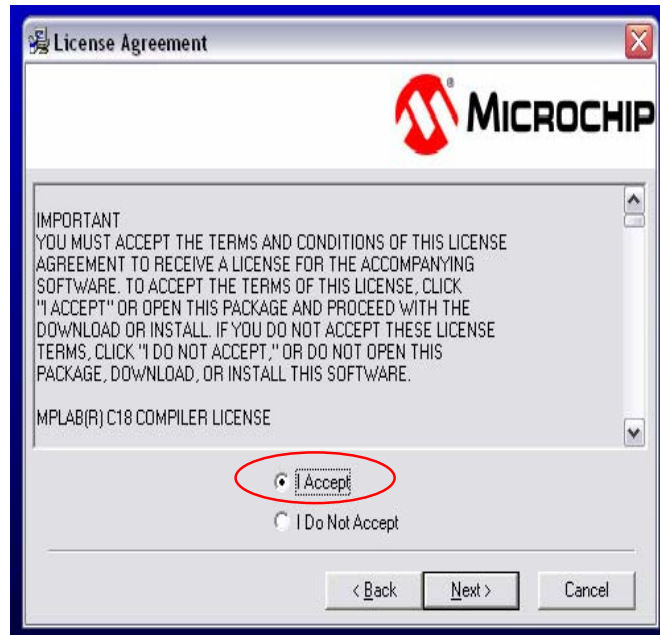 License Agreement
MICROCHIP
IMPORTANT
YOU MUST ACCEPT THE TERMS AND CONDITIONS OF THIS LICENSE
AGREEMENT TO RECEIVE A LICENSE FOR THE ACCOMPANYING
SOFTWARE. TO ACCEPT THE TERMS OF THIS LICENSE, CLICK
"I ACCEPT" OR OPEN THIS PACKAGE AND PROCEED WITH THE
DOWNLOAD OR INSTALL. IF YOU DO NOT ACCEPT THESE LICENSE
TERMS, CLICK "I DO NOT ACCEPT," OR DO NOT OPEN THIS
PACKAGE, DOWNLOAD, OR INSTALL THIS SOFTWARE.
MPLAB(R) C18 COMPILER LICENSE
I Accept
I Do Not Accept
< Back Next > Cancel